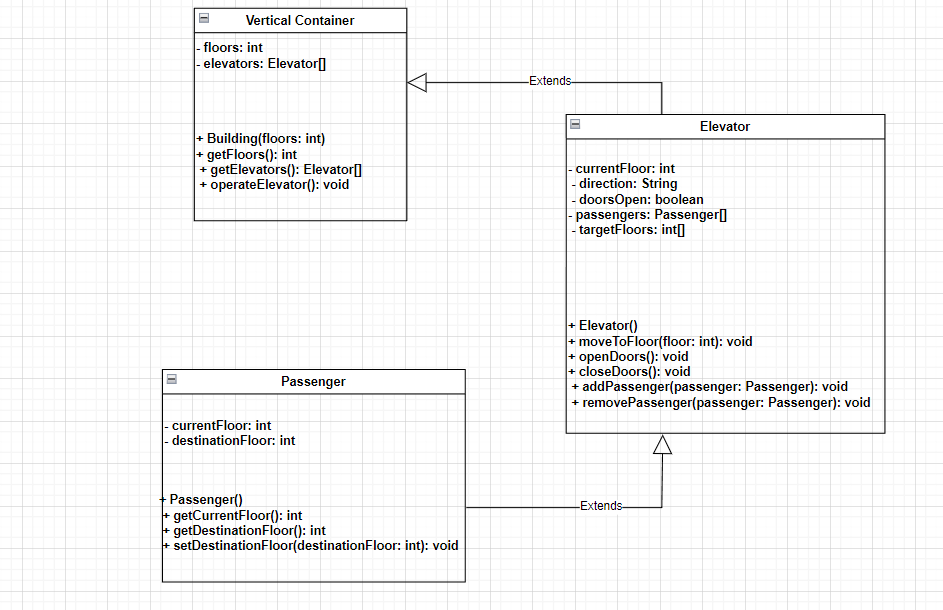 Vertical Container
- floors: int
- elevators: Elevator[]
+ Building(floors: int)
+ getFloors(): int
+ getElevators(): Elevator[]
+ operateElevator(): void
Extends
Elevator
- currentFloor: int
- direction: String
- doorsOpen: boolean
- passengers: Passenger[]
- targetFloors: int[]
+ Elevator()
+ moveToFloor(floor: int): void
+ openDoors(): void
+ closeDoors(): void
+ addPassenger(passenger: Passenger): void
+ removePassenger(passenger: Passenger): void
Passenger
- currentFloor: int
- destinationFloor: int
+ Passenger()
+ getCurrentFloor(): int
+ getDestinationFloor(): int
+ setDestinationFloor(destinationFloor: int): void
Extends